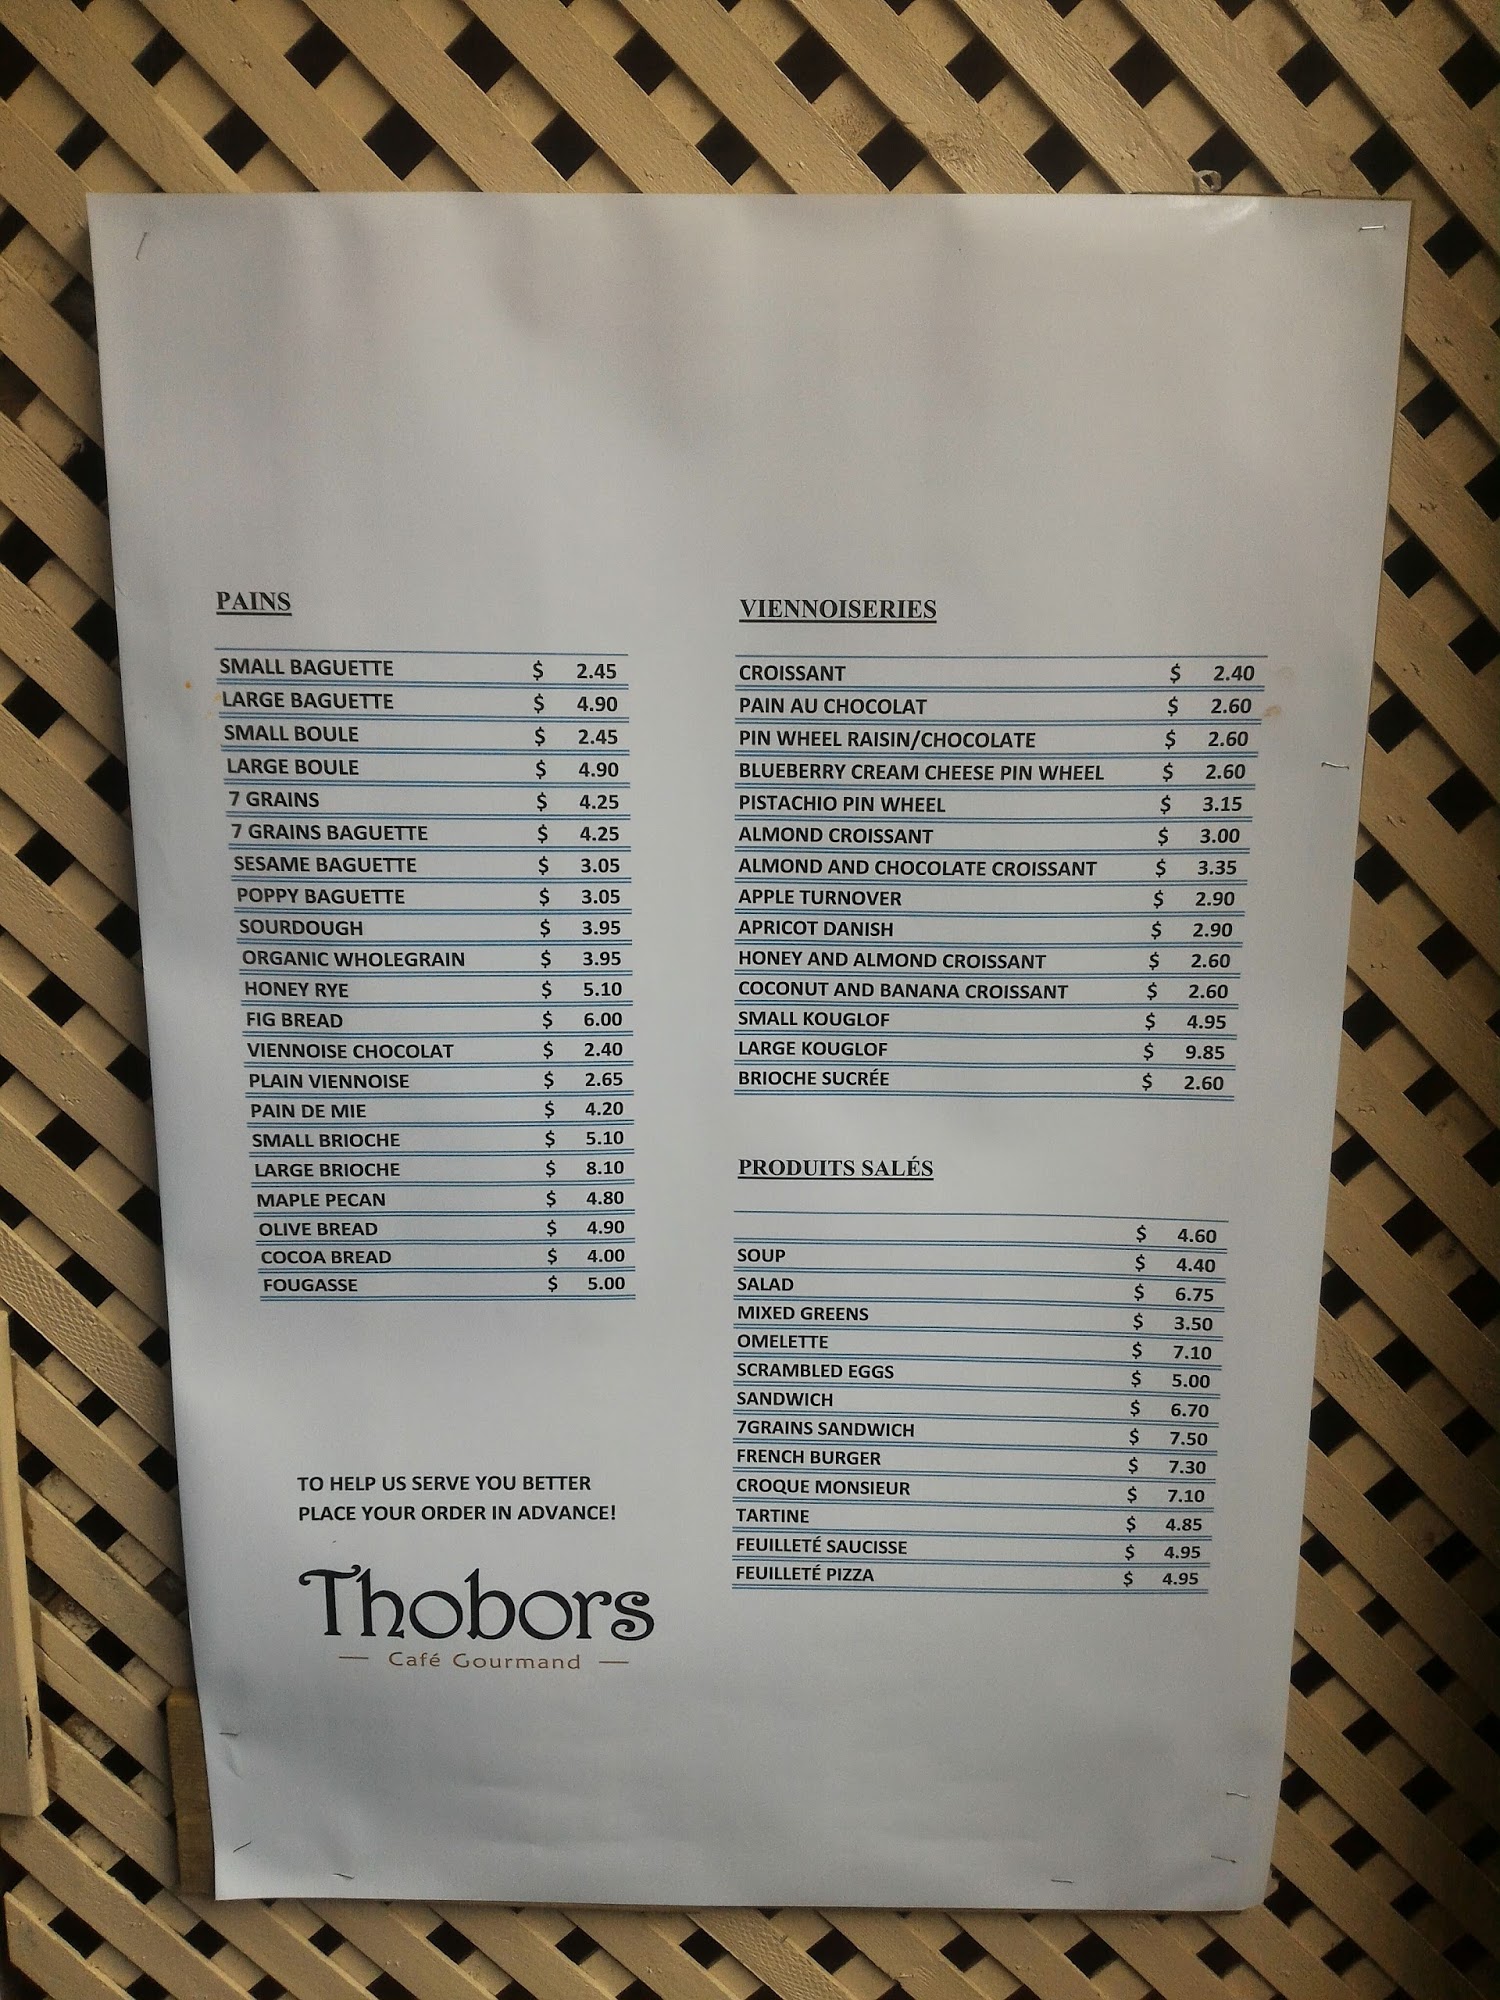 PAINS
SMALL BAGUETTE $ 2.45
LARGE BAGUETTE $ 4.90
SMALL BOULE $ 2.45
LARGE BOULE $ 4.90
7 GRAINS $ 4.25
7 GRAINS BAGUETTE $ 4.25
SESAME BAGUETTE $ 3.05
POPPY BAGUETTE $ 3.05
SOURDOUGH $ 3.95
ORGANIC WHOLEGRAIN $ 3.95
HONEY RYE $ 5.10
FIG BREAD $ 6.00
VIENNOISE CHOCOLAT $ 2.40
PLAIN VIENNOISE $ 2.65
PAIN DE MIE $ 4.20
SMALL BRIOCHE $ 5.10
LARGE BRIOCHE $ 8.10
MAPLE PECAN $ 4.80
OLIVE BREAD $ 4.90
COCOA BREAD $ 4.00
FOUGASSE $ 5.00
TO HELP US SERVE YOU BETTER
PLACE YOUR ORDER IN ADVANCE!
Thobors
— Café Gourmand —
VIENNOISERIES
CROISSANT $ 2.40
PAIN AU CHOCOLAT $ 2.60
PIN WHEEL RAISIN/CHOCOLATE $ 2.60
BLUEBERRY CREAM CHEESE PIN WHEEL $ 2.60
PISTACHIO PIN WHEEL $ 3.15
ALMOND CROISSANT $ 3.00
ALMOND AND CHOCOLATE CROISSANT $ 3.35
APPLE TURNOVER $ 2.90
APRICOT DANISH $ 2.90
HONEY AND ALMOND CROISSANT $ 2.60
COCONUT AND BANANA CROISSANT $ 2.60
SMALL KOUGLOF $ 4.95
LARGE KOUGLOF $ 9.85
BRIOCHE SUCRÉE $ 2.60
PRODUITS SALÉS
$ 4.60
SOUP $ 4.40
SALAD $ 6.75
MIXED GREENS $ 3.50
OMELETTE $ 7.10
SCRAMBLED EGGS $ 5.00
SANDWICH $ 6.70
7GRAINS SANDWICH $ 7.50
FRENCH BURGER $ 7.30
CROQUE MONSIEUR $ 7.10
TARTINE $ 4.85
FEUILLETÉ SAUCISSE $ 4.95
FEUILLETÉ PIZZA $ 4.95